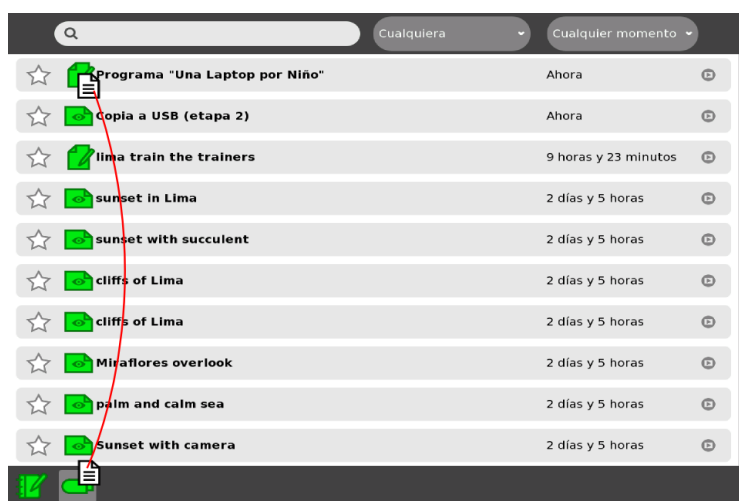 Cualquiera Cualquier momento
Programa "Una Laptop por Niño" Ahora
Copia a USB (etapa 2) Ahora
lima train the trainers 9 horas y 23 minutos
sunset in Lima 2 días y 5 horas
sunset with succulent 2 días y 5 horas
cliffs of Lima 2 días y 5 horas
cliffs of Lima 2 días y 5 horas
Miraflores overlook 2 días y 5 horas
palm and calm sea 2 días y 5 horas
Sunset with camera 2 días y 5 horas